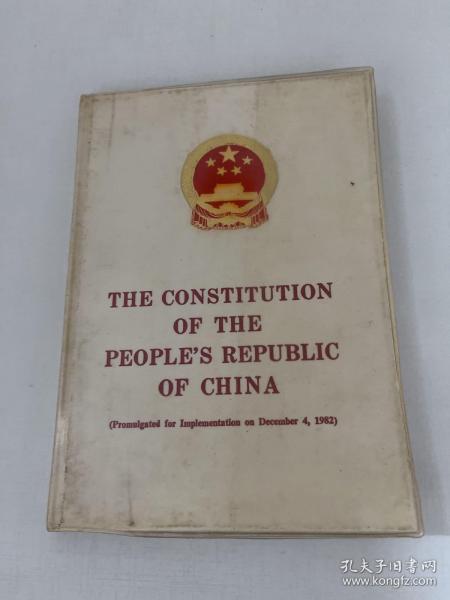 THE CONSTITUTION
OF THE
PEOPLE'S REPUBLIC
OF CHINA
(Promulgated for Implementation on December 4, 1982)
孔夫子旧书网
www.kongfz.com